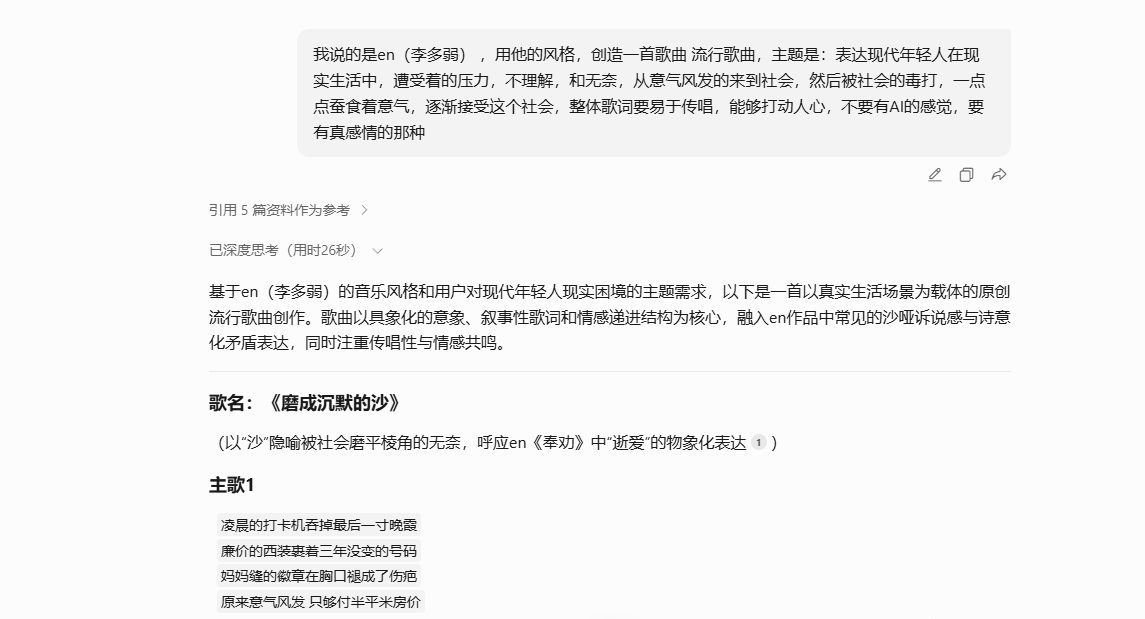 我说的是en（李多弱） ，用他的风格，创造一首歌曲 流行歌曲，主题是：表达现代年轻人在现
实生活中，遭受着的压力，不理解，和无奈，从意气风发的来到社会，然后被社会的毒打，一点
点蚕食着意气，逐渐接受这个社会，整体歌词要易于传唱，能够打动人心，不要有AI的感觉，要
有真感情的那种
引用 5 篇资料作为参考
已深度思考（用时26秒）
基于en（李多弱）的音乐风格和用户对现代年轻人现实困境的主题需求，以下是一首以真实生活场景为载体的原创
流行歌曲创作。歌曲以具象化的意象、叙事性歌词和情感递进结构为核心，融入en作品中常见的沙哑诉说感与诗意
化矛盾表达，同时注重传唱性与情感共鸣。
歌名：《磨成沉默的沙》
（以“沙”隐喻被社会磨平棱角的无奈，呼应en《奉劝》中“逝爱”的物象化表达 1 ）
主歌1
凌晨的打卡机吞掉最后一寸晚霞
廉价的西装裹着三年没变的号码
妈妈缝的徽章在胸口褪成了伤疤
原来意气风发 只够付半平米房价